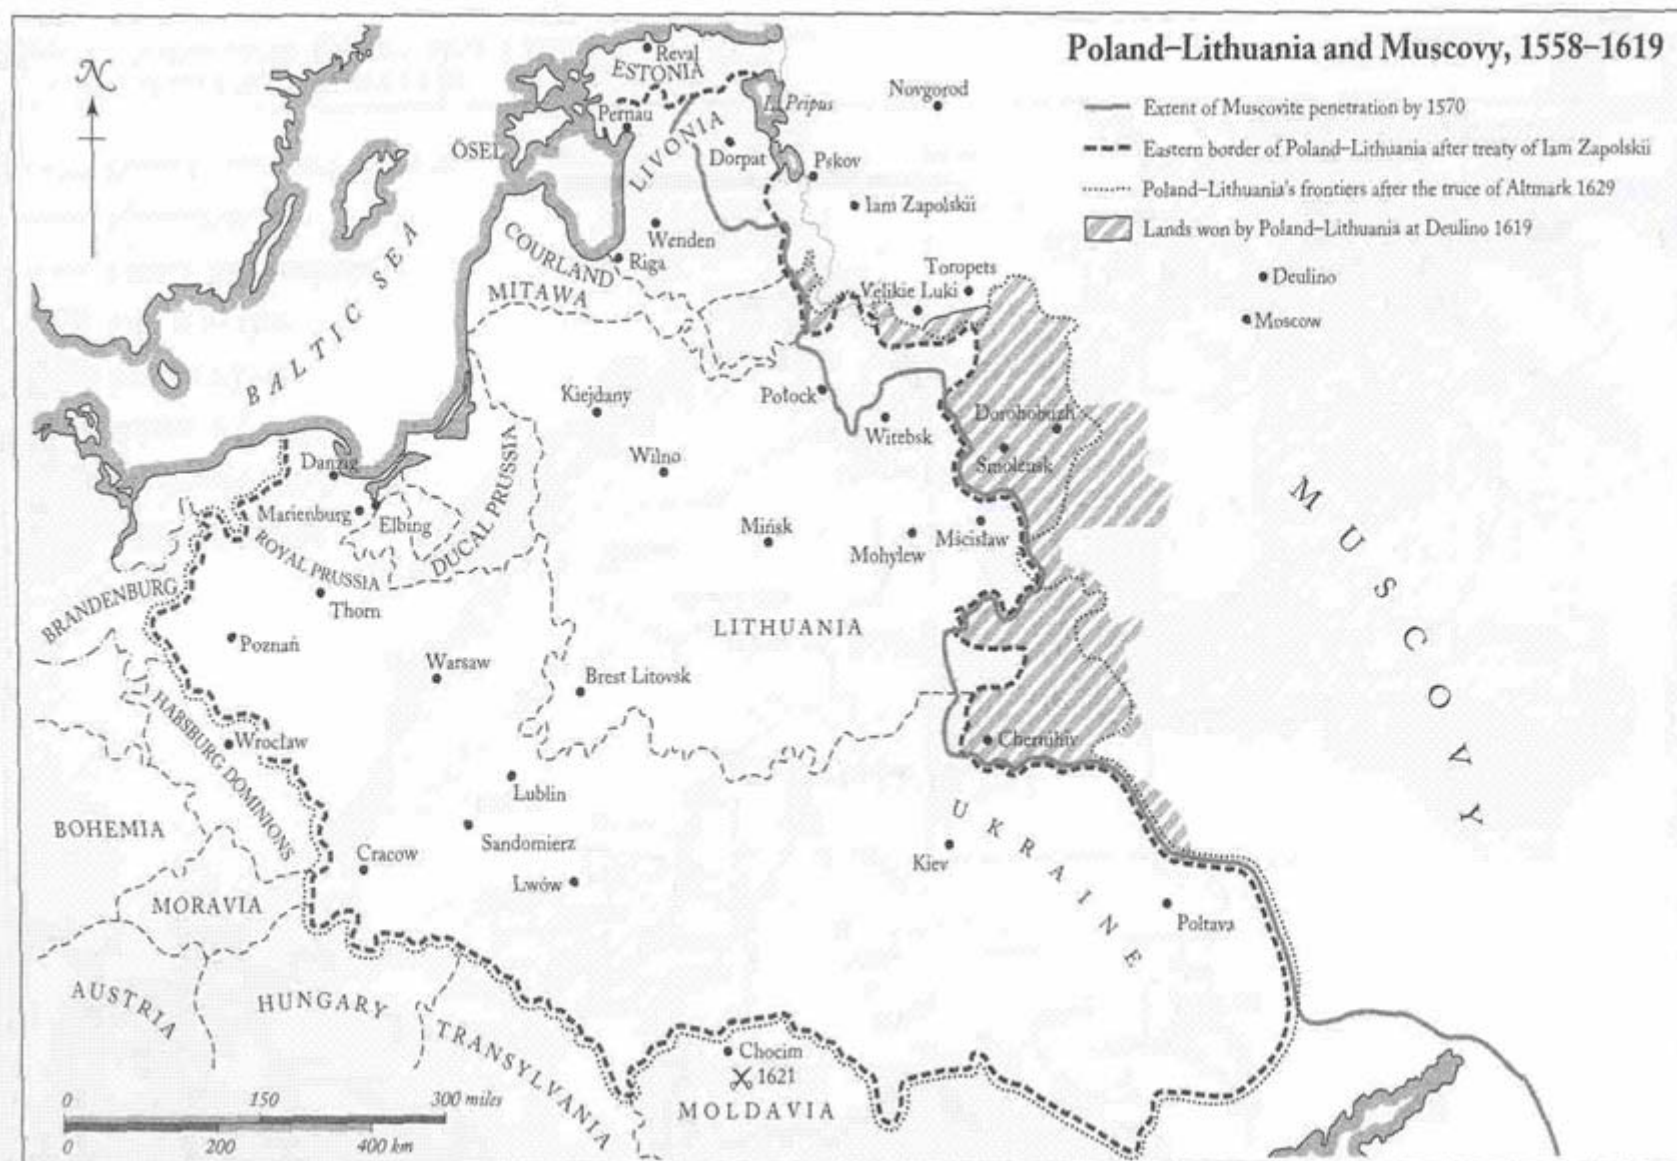 Poland–Lithuania and Muscovy, 1558–1619
Extent of Muscovite penetration by 1570
Eastern border of Poland–Lithuania after treaty of Iam Zapolskii
Poland–Lithuania's frontiers after the truce of Altmark 1629
Lands won by Poland–Lithuania at Deulino 1619
N
Reval
ESTONIA
L. Pripus
Novgorod
Pernau
ÖSEL
LIVONIA
Dorpat
Pskov
Iam Zapolskii
Wenden
COURLAND
Riga
MITAWA
Toropets
Velikie Luki
Deulino
Moscow
BALTIC SEA
Kiejdany
Połock
Witebsk
Dorohobuzh
Smolensk
Danzig
Wilno
Marienburg
Elbing
DUCAL PRUSSIA
ROYAL PRUSSIA
Mińsk
Mohylew
Mścisław
MUSCOVY
BRANDENBURG
Thorn
LITHUANIA
Poznań
Warsaw
Brest Litovsk
HABSBURG DOMINIONS
Wrocław
Chernihiv
Lublin
BOHEMIA
Sandomierz
Cracow
Lwów
UKRAINE
Kiev
MORAVIA
Poltava
AUSTRIA
HUNGARY
TRANSYLVANIA
Chocim
1621
MOLDAVIA
0 150 300 miles
0 200 400 km